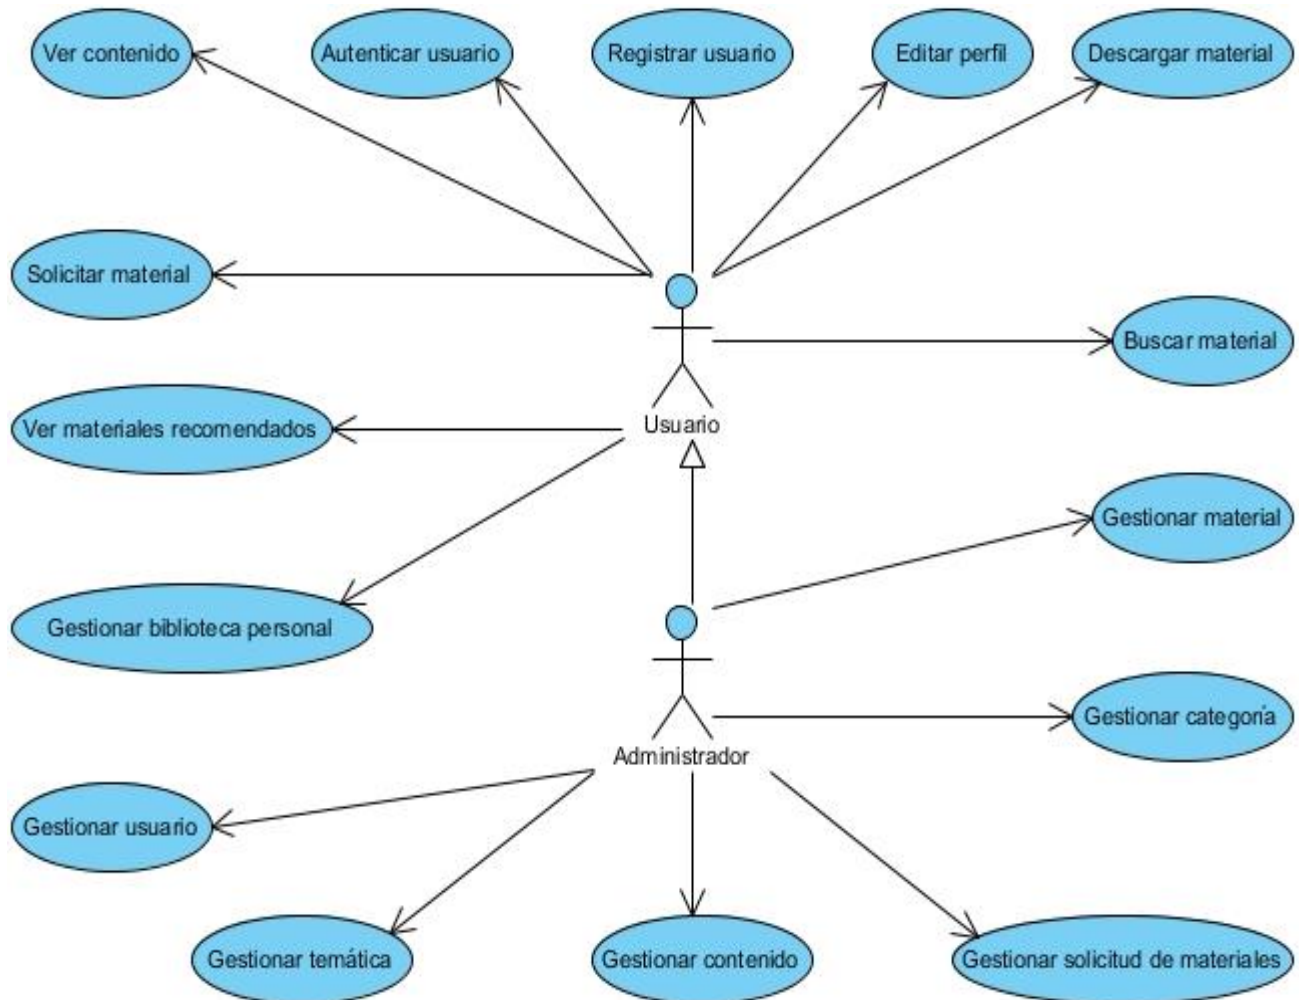 Ver contenido
Autenticar usuario
Registrar usuario
Editar perfil
Descargar material
Solicitar material
Buscar material
Usuario
Ver materiales recomendados
Gestionar material
Gestionar biblioteca personal
Gestionar categoría
Administrador
Gestionar usuario
Gestionar temática
Gestionar contenido
Gestionar solicitud de materiales